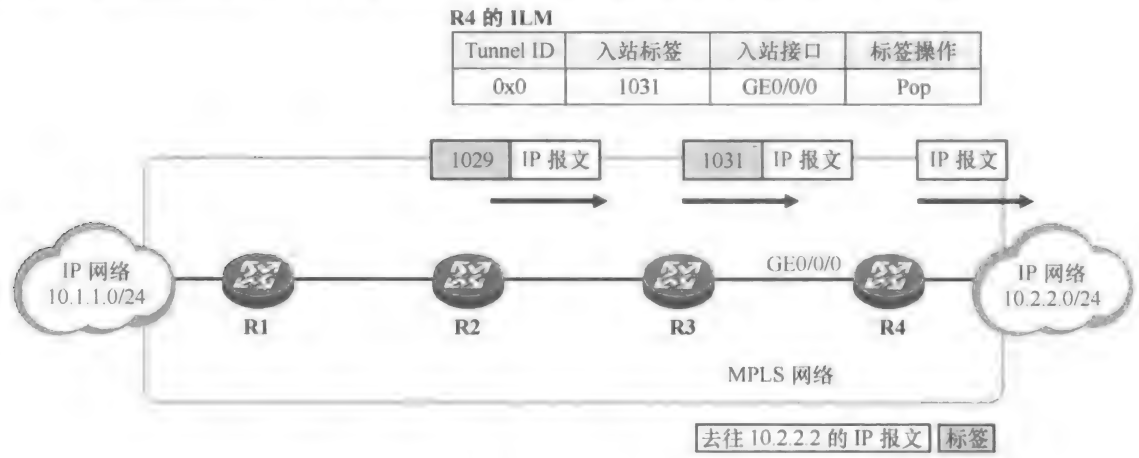 R4 的 ILM
Tunnel ID 入站标签 入站接口 标签操作
0x0 1031 GE0/0/0 Pop
1029 IP 报文 1031 IP 报文 IP 报文
IP 网络
10.1.1.0/24
GE0/0/0
IP 网络
10.2.2.0/24
R1 R2 R3 R4
MPLS 网络
去往 10.2.2.2 的 IP 报文 标签